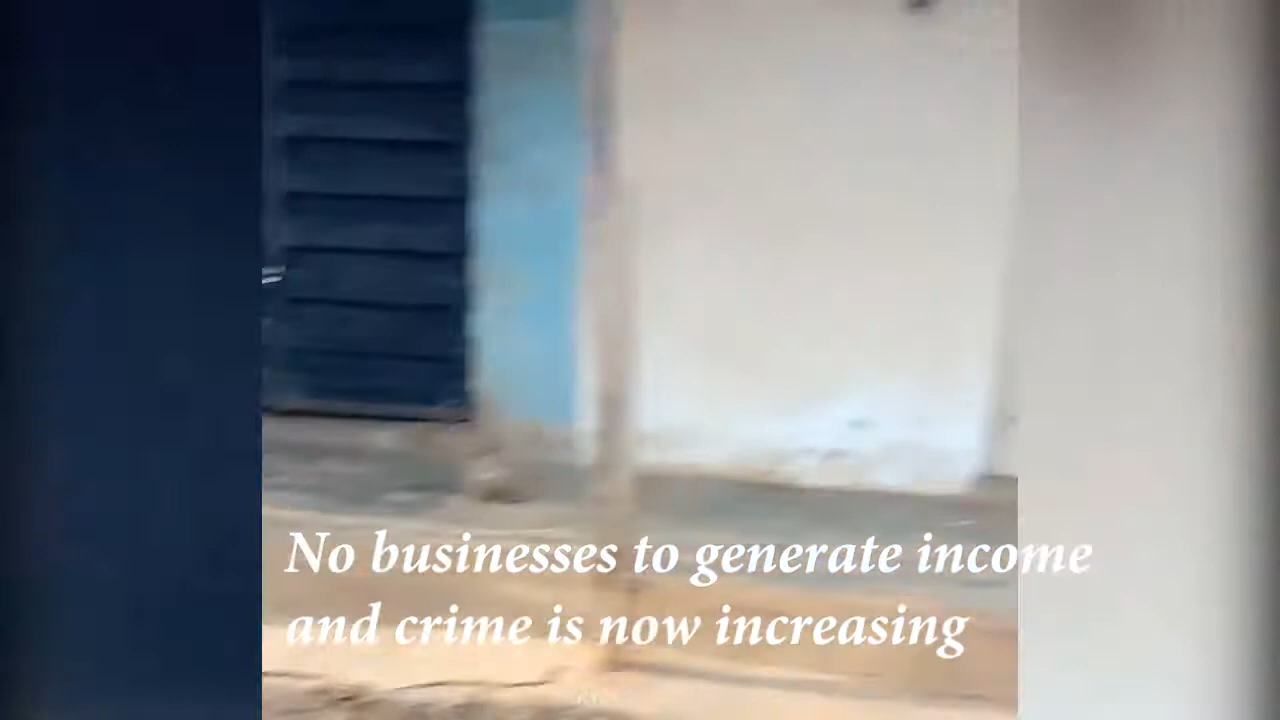 No businesses to generate income
and crime is now increasing